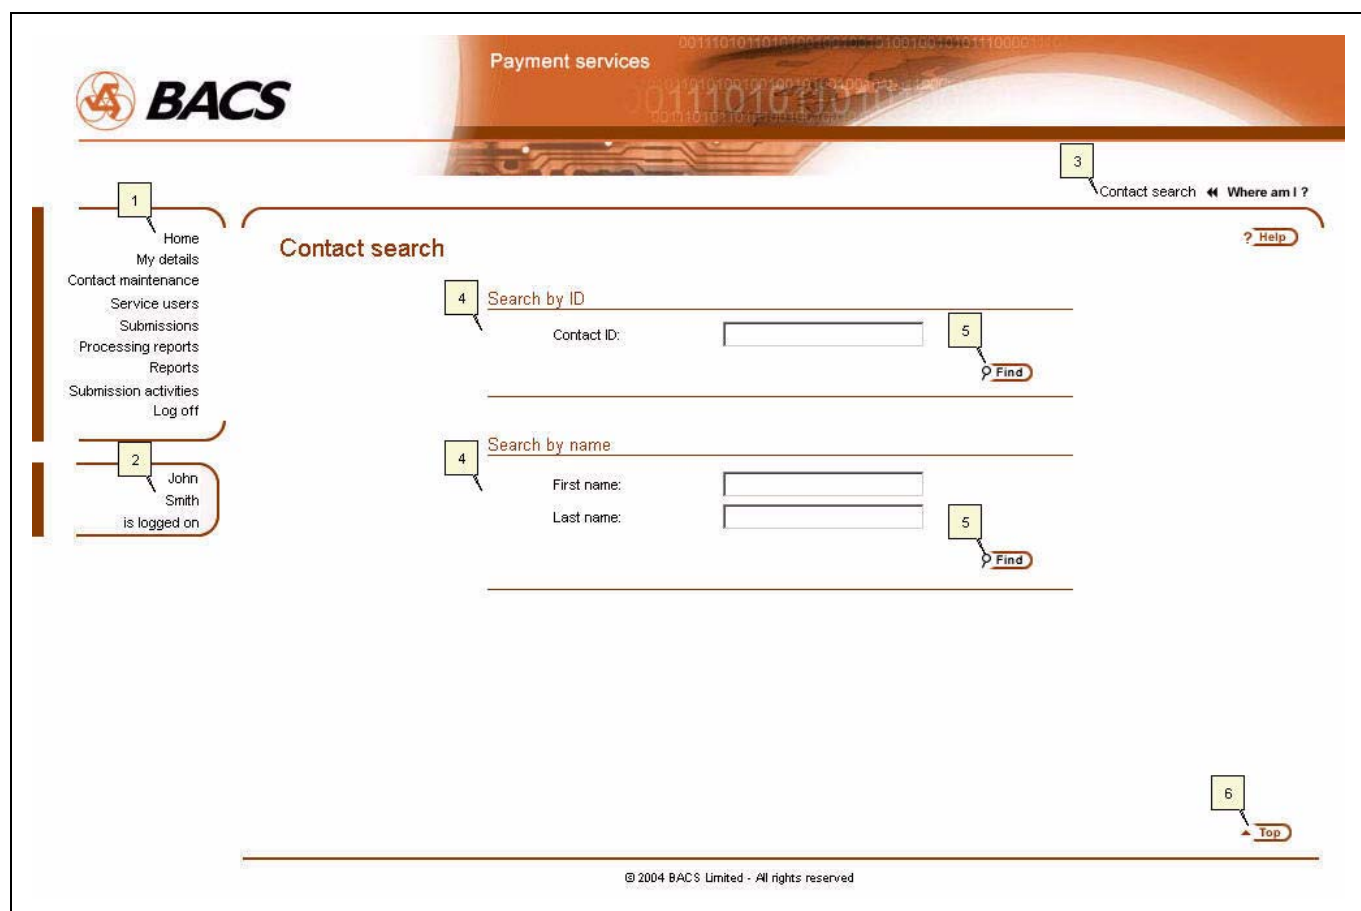 Payment services
BACS
3
Contact search Where am I ?
1
Home
My details
Contact maintenance
Service users
Submissions
Processing reports
Reports
Submission activities
Log off
2
John
Smith
is logged on
Contact search
? Help
4
Search by ID
Contact ID:
5
Find
4
Search by name
First name:
Last name:
5
Find
6
Top
© 2004 BACS Limited - All rights reserved